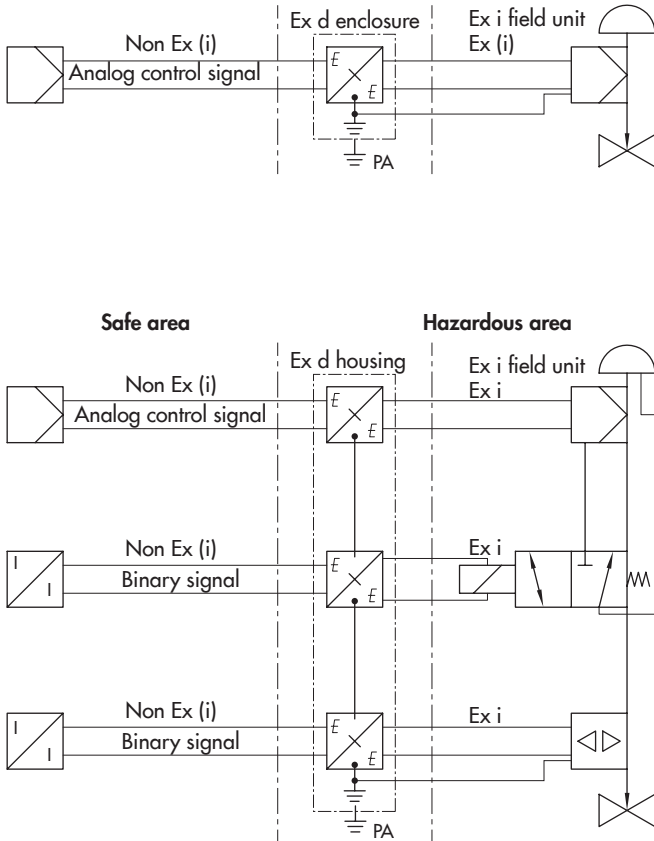 Ex d enclosure
Ex i field unit
Non Ex (i)
Ex (i)
Analog control signal
E
E
PA
Safe area
Hazardous area
Ex d housing
Ex i field unit
Non Ex (i)
Ex i
Analog control signal
E
E
Non Ex (i)
Ex i
I
I
Binary signal
E
E
Non Ex (i)
Ex i
I
I
Binary signal
E
E
PA